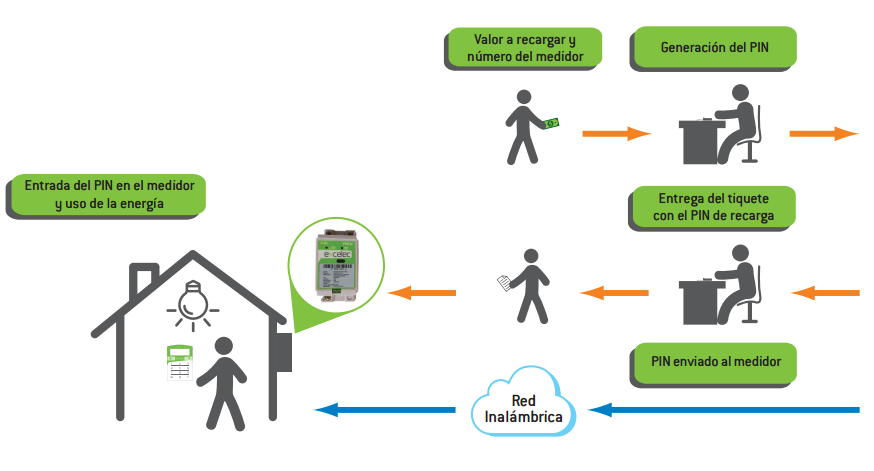 Valor a recargar y
número del medidor
Generación del PIN
Entrada del PIN en el medidor
y uso de la energía
Entrega del tiquete
con el PIN de recarga
PIN enviado al medidor
Red
Inalámbrica